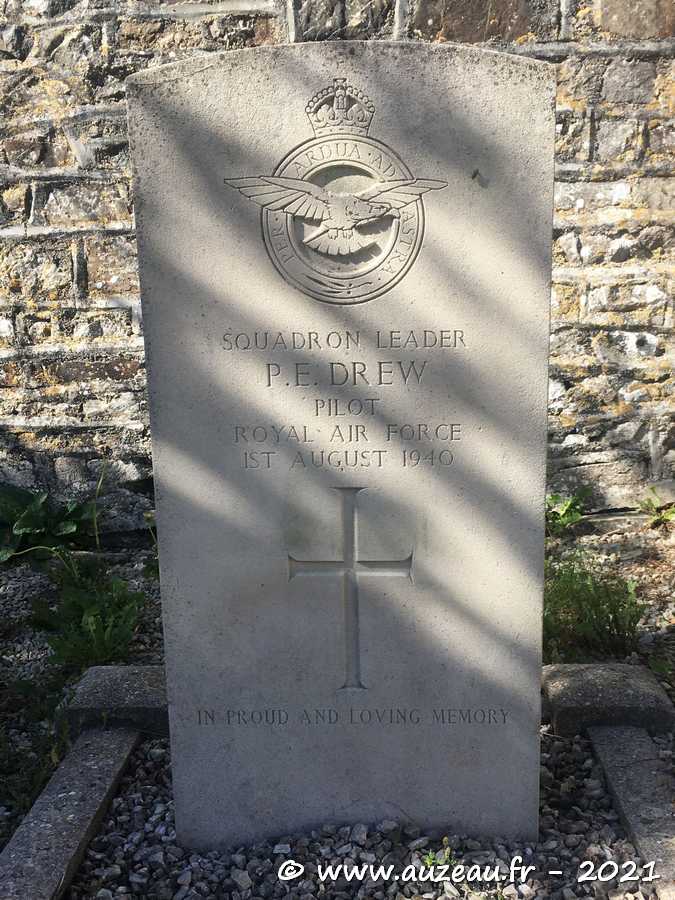 PER · ARDUA · AD · ASTRA
SQUADRON LEADER
P.E. DREW
PILOT
ROYAL AIR FORCE
1ST AUGUST 1940
IN PROUD AND LOVING MEMORY
© www.auzeau.fr - 2021